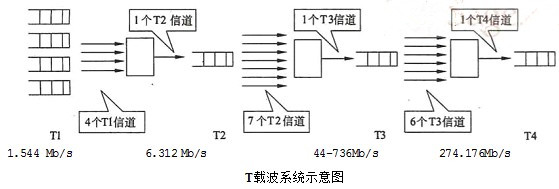 1个T2 信道
1个T3信道
1个T4信道
4个T1信道
7 个T2信道
6个T3信道
T1 T2 T3 T4
1.544 Mb/s 6.312 Mb/s 44-736Mb/s 274.176Mb/s
T载波系统示意图